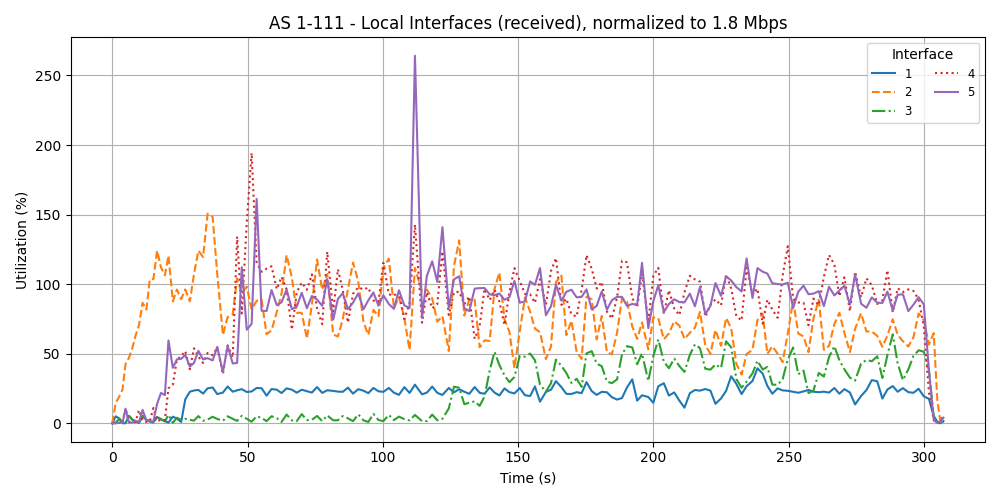 AS 1-111 - Local Interfaces (received), normalized to 1.8 Mbps
Interface
1
2
3
4
5
Utilization (%)
250
200
150
100
50
0
0 50 100 150 200 250 300
Time (s)